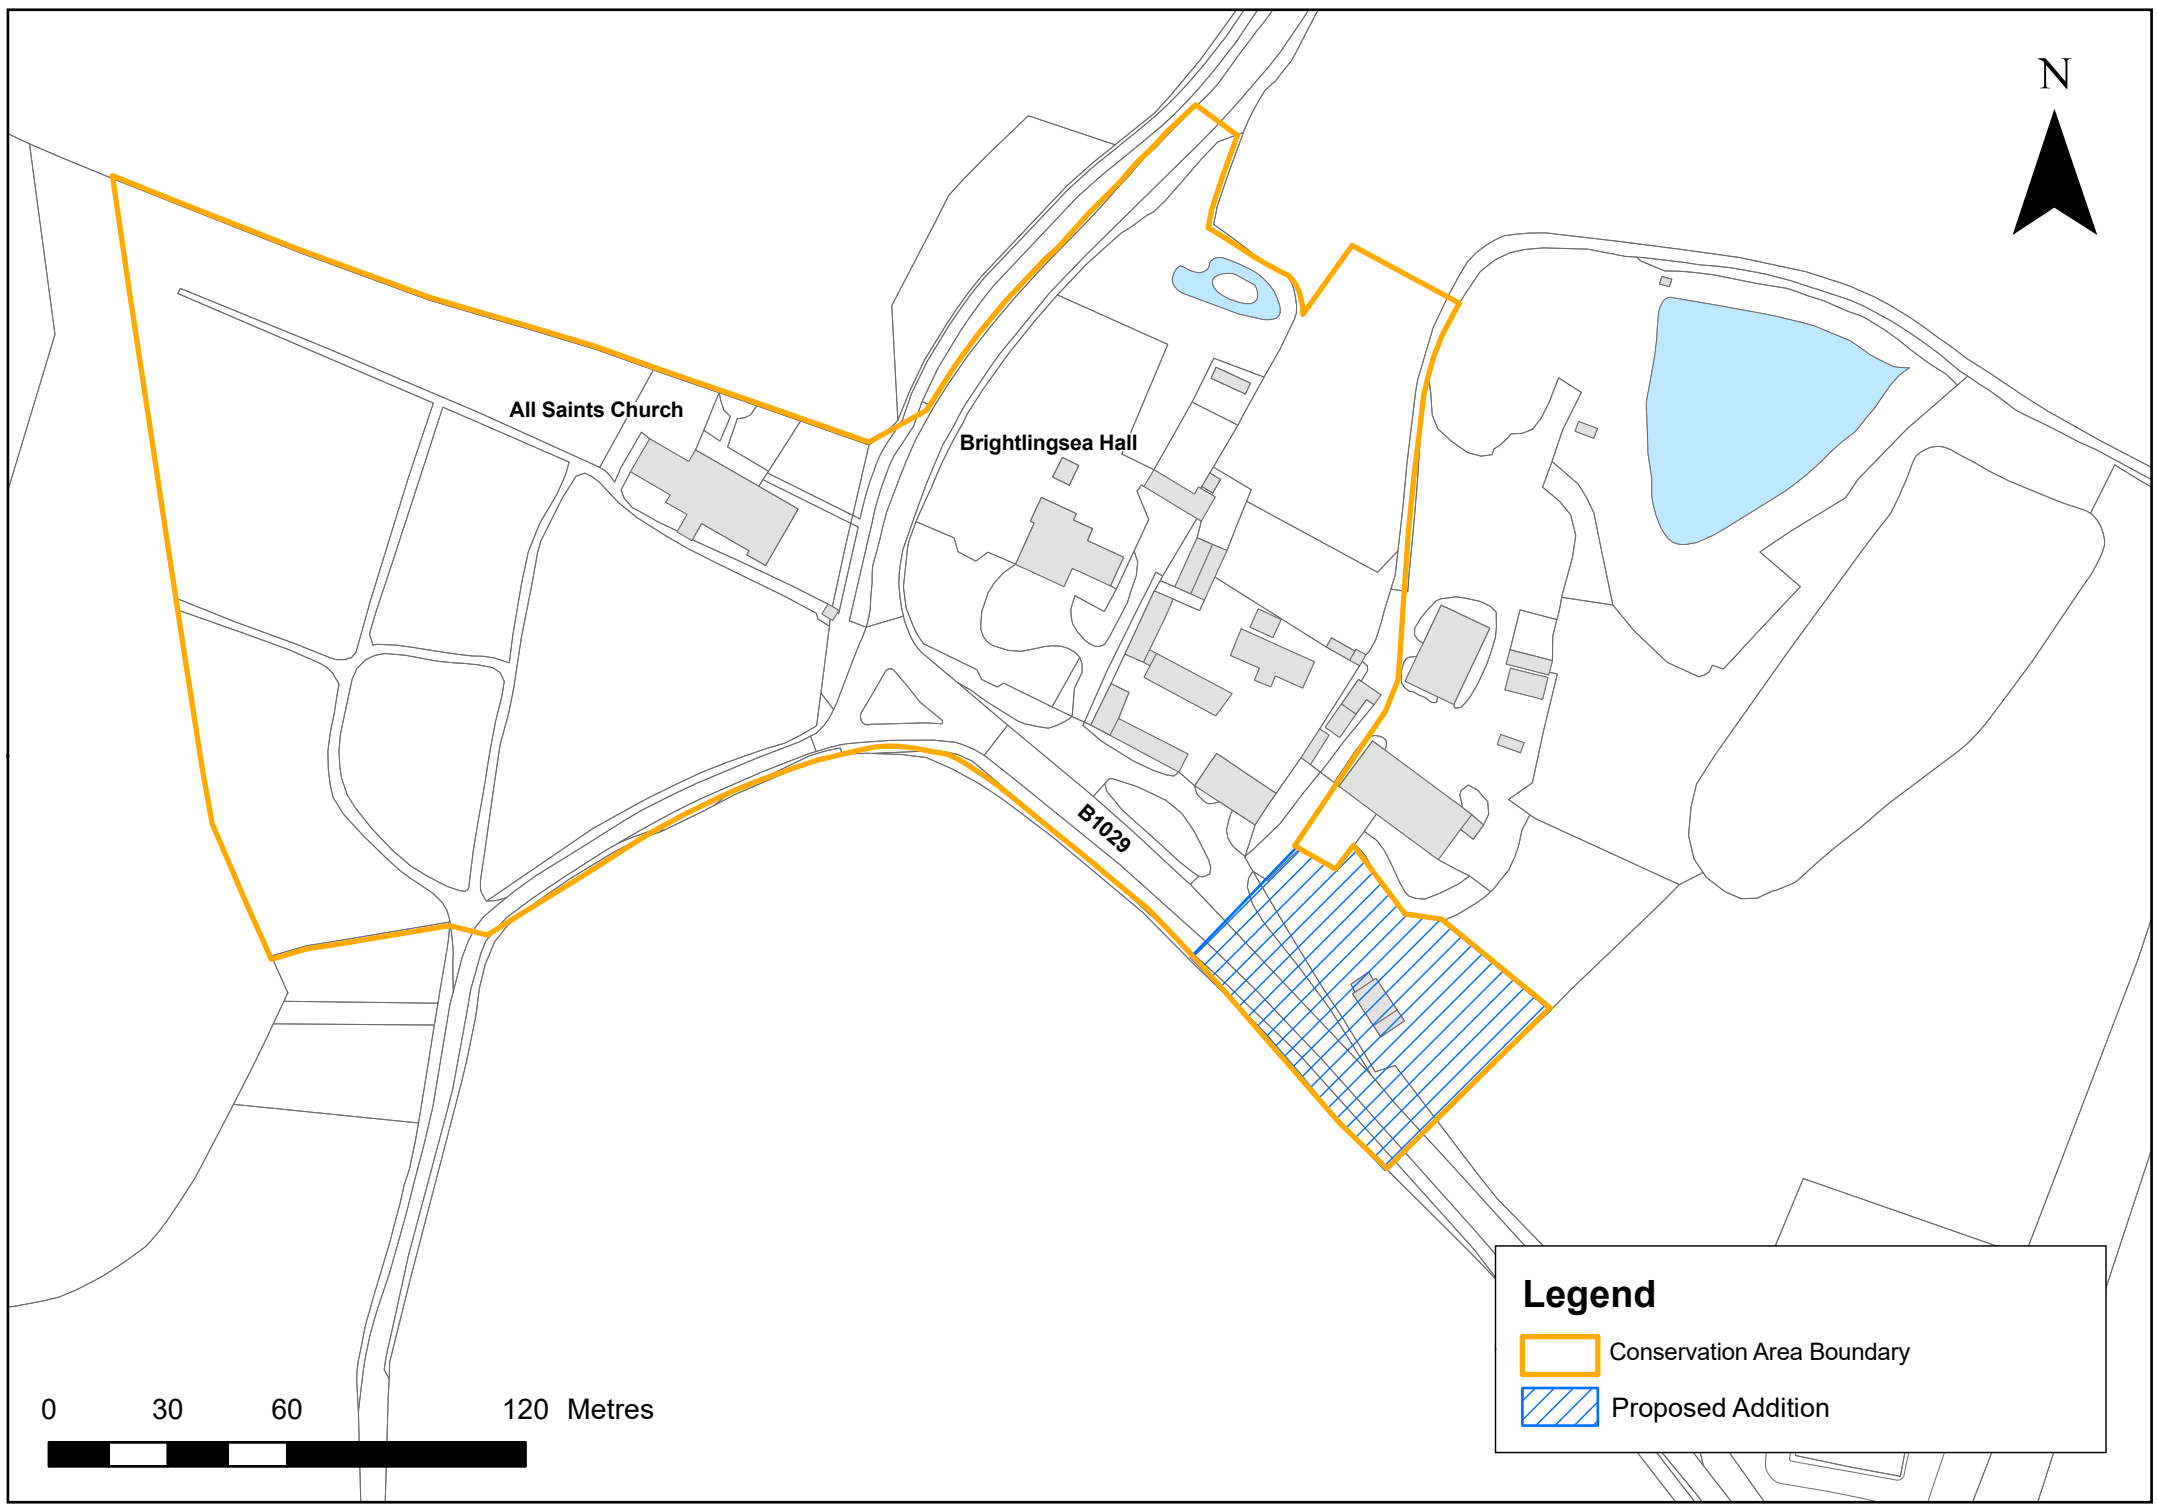 N
All Saints Church
Brightlingsea Hall
B1029
Legend
Conservation Area Boundary
Proposed Addition
0 30 60 120 Metres